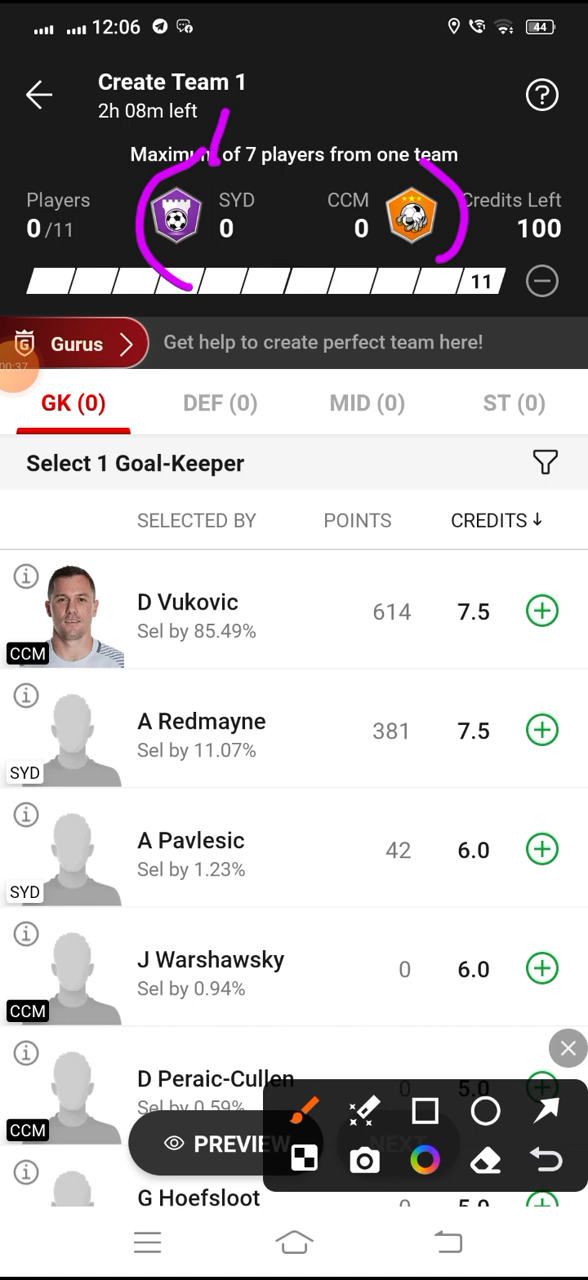 12:06
44
Create Team 1
2h 08m left
Maximum of 7 players from one team
Players SYD CCM Credits Left
0/11 0 0 100
11
Gurus Get help to create perfect team here!
00:37
GK (0) DEF (0) MID (0) ST (0)
Select 1 Goal-Keeper
SELECTED BY POINTS CREDITS
D Vukovic
Sel by 85.49%
614 7.5
CCM
A Redmayne
Sel by 11.07%
381 7.5
SYD
A Pavlesic
Sel by 1.23%
42 6.0
SYD
J Warshawsky
Sel by 0.94%
0 6.0
CCM
D Peraic-Cullen
Sel by 0.59%
0 5.0
CCM
PREVIEW NEXT
G Hoefsloot
0 5.0